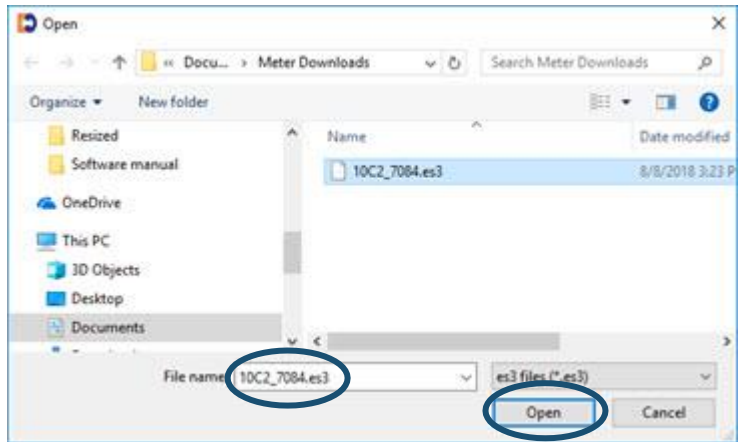 Open
« Docu... › Meter Downloads
Search Meter Downloads
Organize
New folder
Resized
Software manual
OneDrive
This PC
3D Objects
Desktop
Documents
Name
Date modified
10C2_7084.es3
8/8/2018 3:23 P
File name:
10C2_7084.es3
es3 files (*.es3)
Open
Cancel